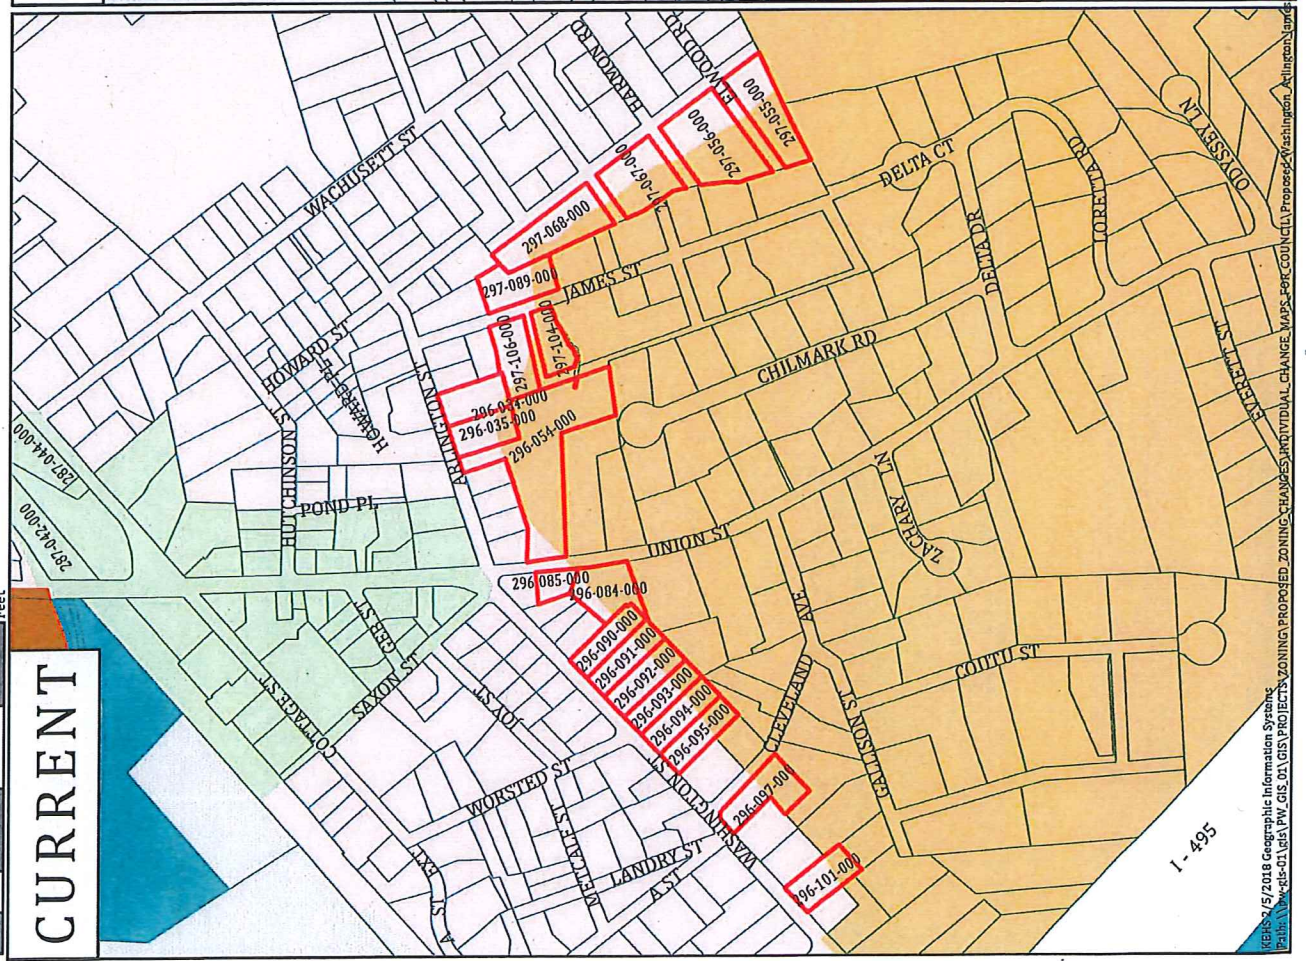 CURRENT
WACHUSETT ST
HARMON RD
ELWOOD RD
297-055-000
297-056-000
297-067-000
297-068-000
297-089-000
JAMES ST
297-104-000
297-106-000
296-034-000
296-035-000
296-054-000
ARLINGTON ST
HOWARD ST
HOWARD PL
HUTCHINSON ST
POND PL
287-044-000
287-042-000
DELTA CT
DELTA DR
LORETTA RD
ODYSSEY LN
CHILMARK RD
EVERETT ST
ZACHARY LN
UNION ST
296-085-000
296-084-000
296-090-000
296-091-000
296-092-000
296-093-000
296-094-000
296-095-000
296-097-000
296-101-000
CLEVELAND AVE
GALLISON ST
COUTU ST
COTTAGE ST
SAXON ST
JOY ST
WORSTED ST
METCALF ST
LANDRY ST
A ST
WASHINGTON ST
A ST EXT
I - 495
KEHS 2/5/2018 Geographic Information Systems